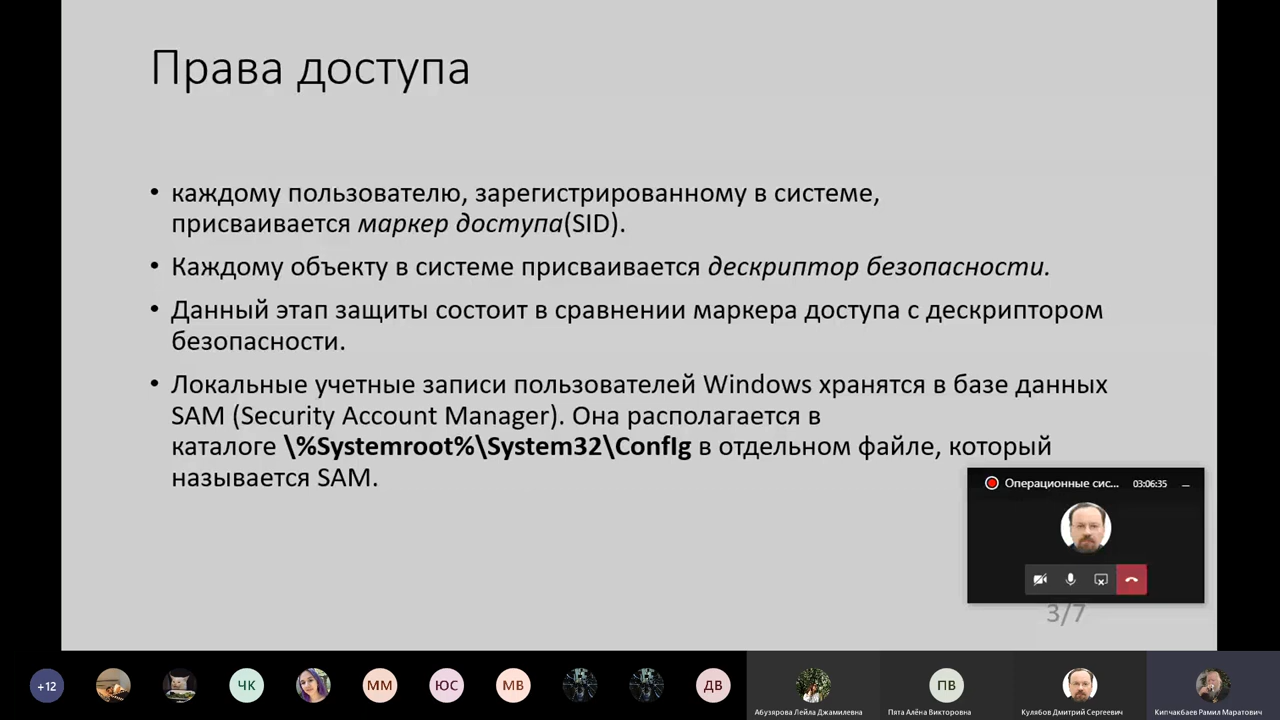 Права доступа
• каждому пользователю, зарегистрированному в системе,
присваивается маркер доступа(SID).
• Каждому объекту в системе присваивается дескриптор безопасности.
• Данный этап защиты состоит в сравнении маркера доступа с дескриптором
безопасности.
• Локальные учетные записи пользователей Windows хранятся в базе данных
SAM (Security Account Manager). Она располагается в
каталоге \%Systemroot%\System32\ConfIg в отдельном файле, который
называется SAM.
Операционные сис... 03:06:35
3/7
+12
ЧК
ММ
ЮС
МВ
ДВ
ПВ
Абузярова Лейла Джамилевна
Пята Алёна Викторовна
Кулябов Дмитрий Сергеевич
Кипчакбаев Рамил Маратович